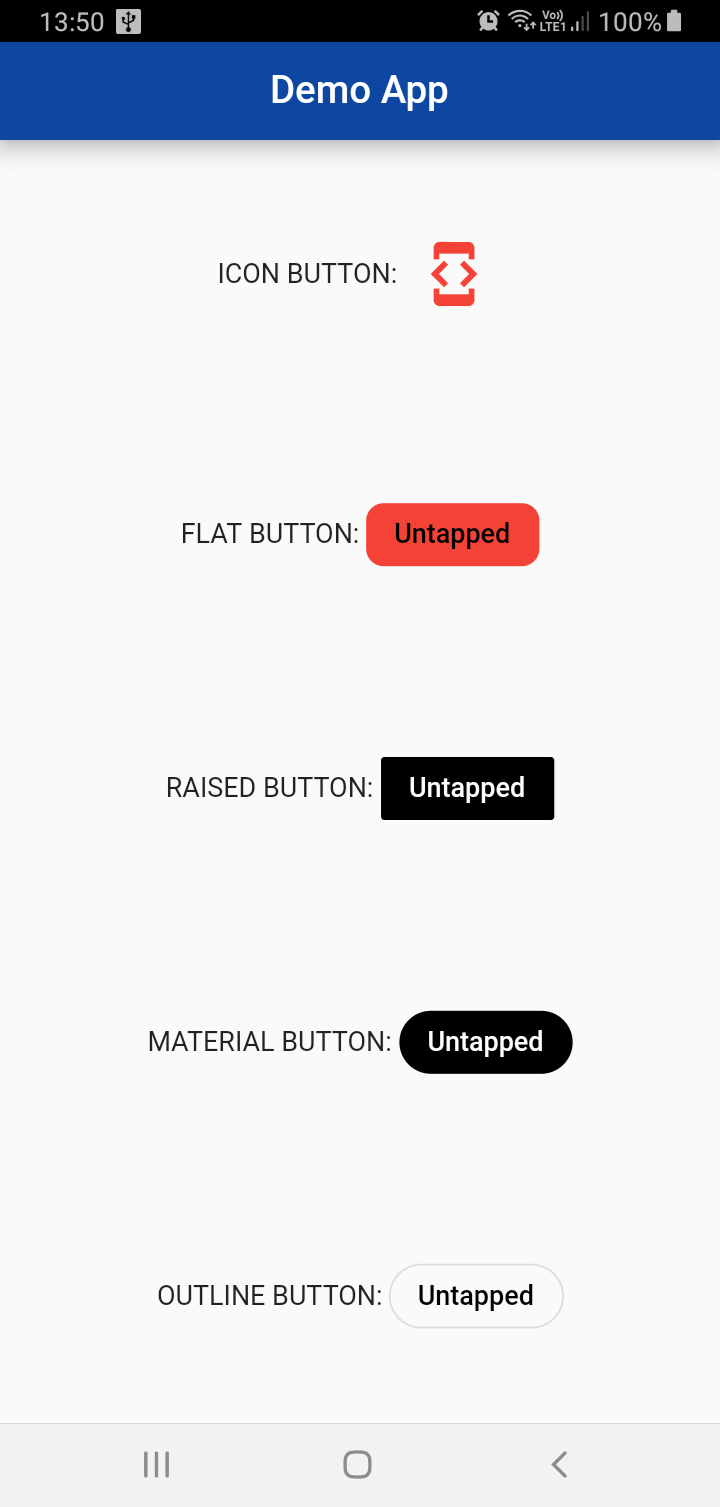 13:50 Vo)) LTE1 100%
Demo App
ICON BUTTON:
FLAT BUTTON: Untapped
RAISED BUTTON: Untapped
MATERIAL BUTTON: Untapped
OUTLINE BUTTON: Untapped